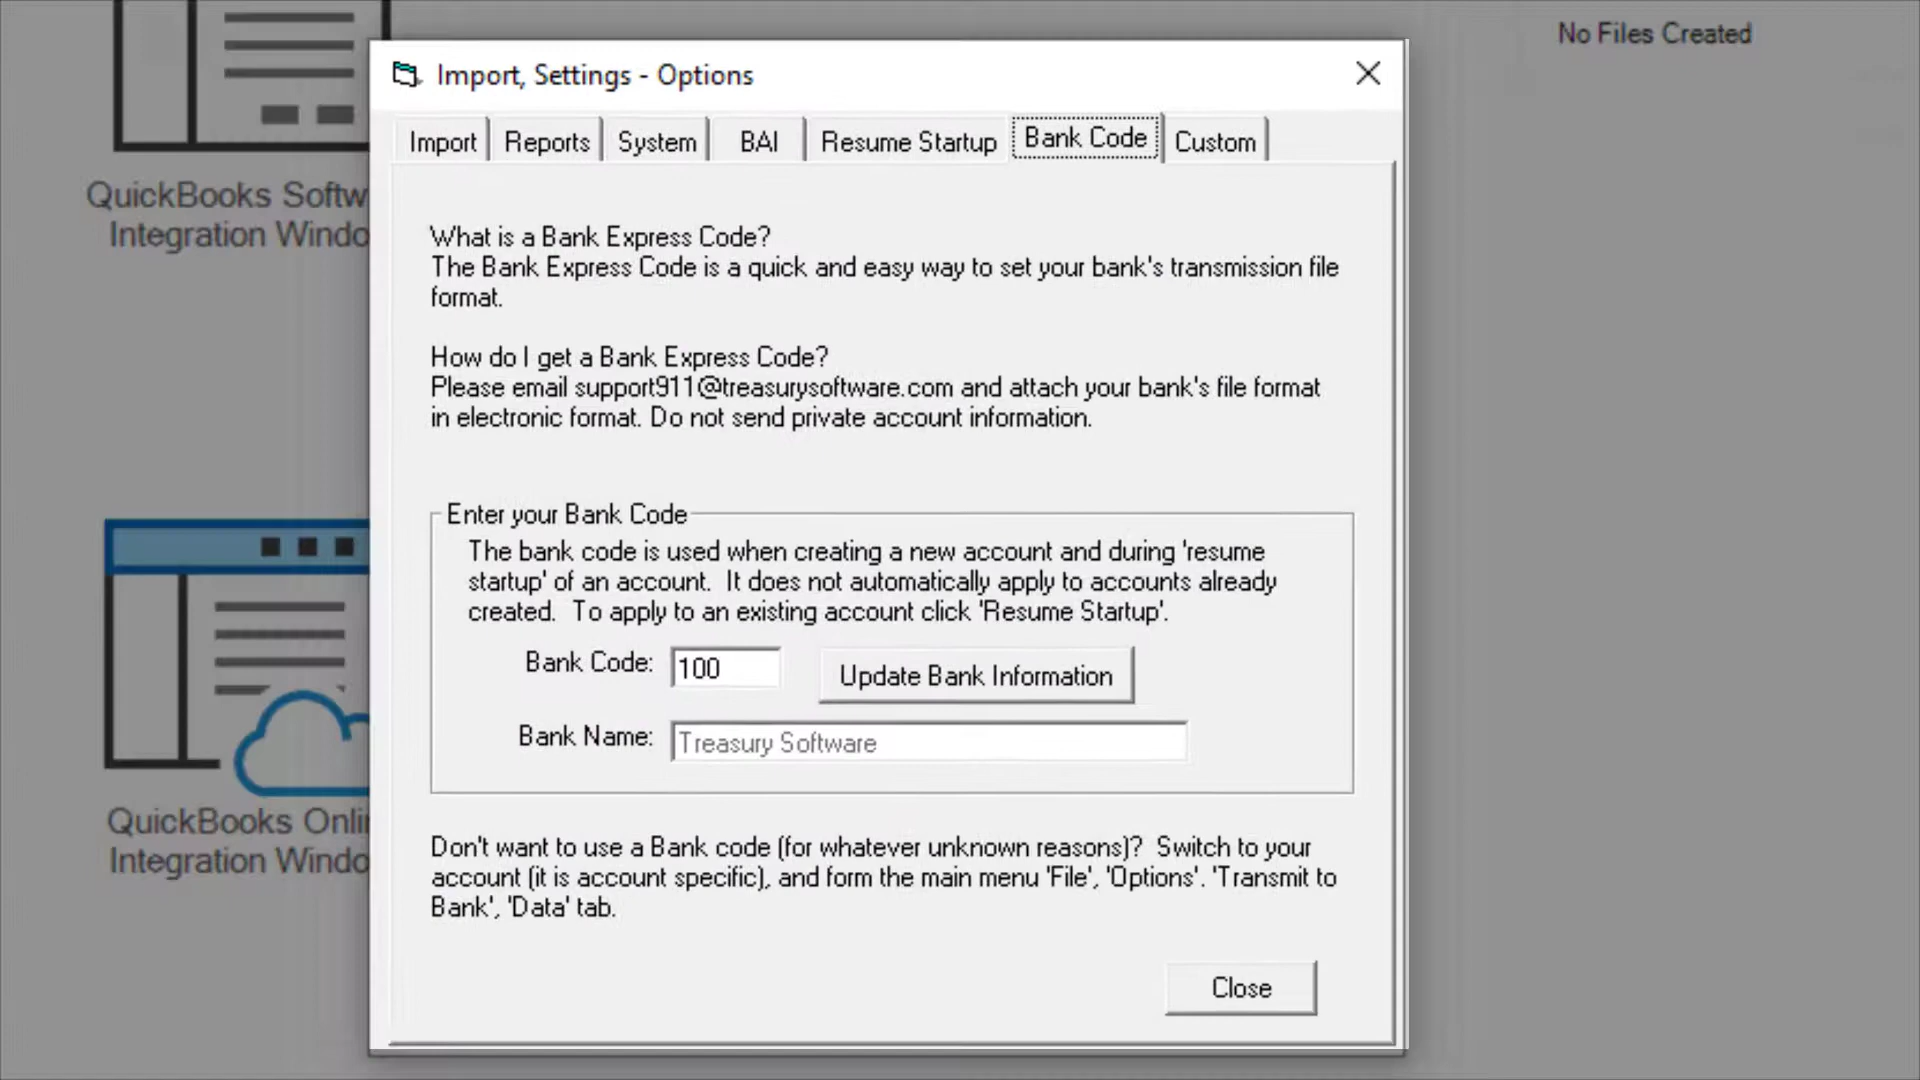 No Files Created
Import, Settings - Options
Import Reports System BAI Resume Startup Bank Code Custom
QuickBooks
Integration
What is a Bank Express Code?
The Bank Express Code is a quick and easy way to set your bank's transmission file
format.
How do I get a Bank Express Code?
Please email support911@treasurysoftware.com and attach your bank's file format
in electronic format. Do not send private account information.
Enter your Bank Code
The bank code is used when creating a new account and during 'resume
startup' of an account. It does not automatically apply to accounts already
created. To apply to an existing account click 'Resume Startup'.
Bank Code: 100 Update Bank Information
Bank Name: Treasury Software
QuickBooks
Integration
Don't want to use a Bank code (for whatever unknown reasons)? Switch to your
account (it is account specific), and form the main menu 'File', 'Options'. 'Transmit to
Bank', 'Data' tab.
Close